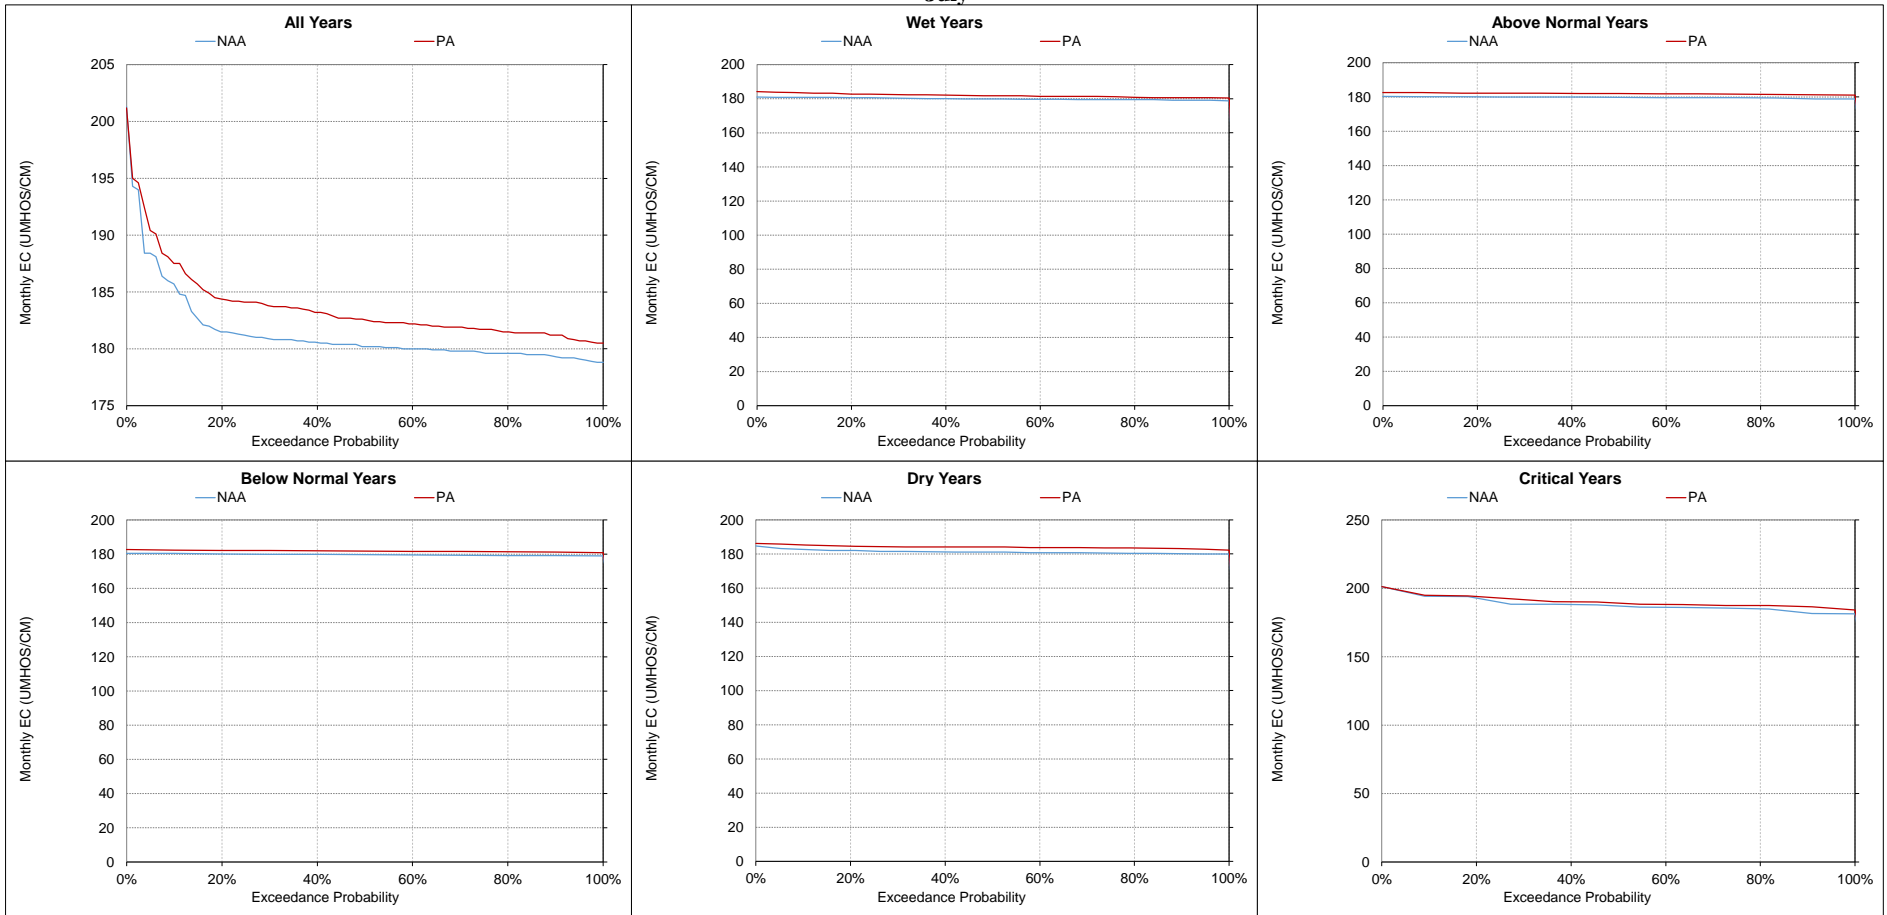 July
All Years
NAA PA
205
200
195
190
185
180
175
0% 20% 40% 60% 80% 100%
Monthly EC (UMHOS/CM)
Exceedance Probability
Wet Years
NAA PA
200
180
160
140
120
100
80
60
40
20
0
0% 20% 40% 60% 80% 100%
Monthly EC (UMHOS/CM)
Exceedance Probability
Above Normal Years
NAA PA
200
180
160
140
120
100
80
60
40
20
0
0% 20% 40% 60% 80% 100%
Monthly EC (UMHOS/CM)
Exceedance Probability
Below Normal Years
NAA PA
200
180
160
140
120
100
80
60
40
20
0
0% 20% 40% 60% 80% 100%
Monthly EC (UMHOS/CM)
Exceedance Probability
Dry Years
NAA PA
200
180
160
140
120
100
80
60
40
20
0
0% 20% 40% 60% 80% 100%
Monthly EC (UMHOS/CM)
Exceedance Probability
Critical Years
NAA PA
250
200
150
100
50
0
0% 20% 40% 60% 80% 100%
Monthly EC (UMHOS/CM)
Exceedance Probability